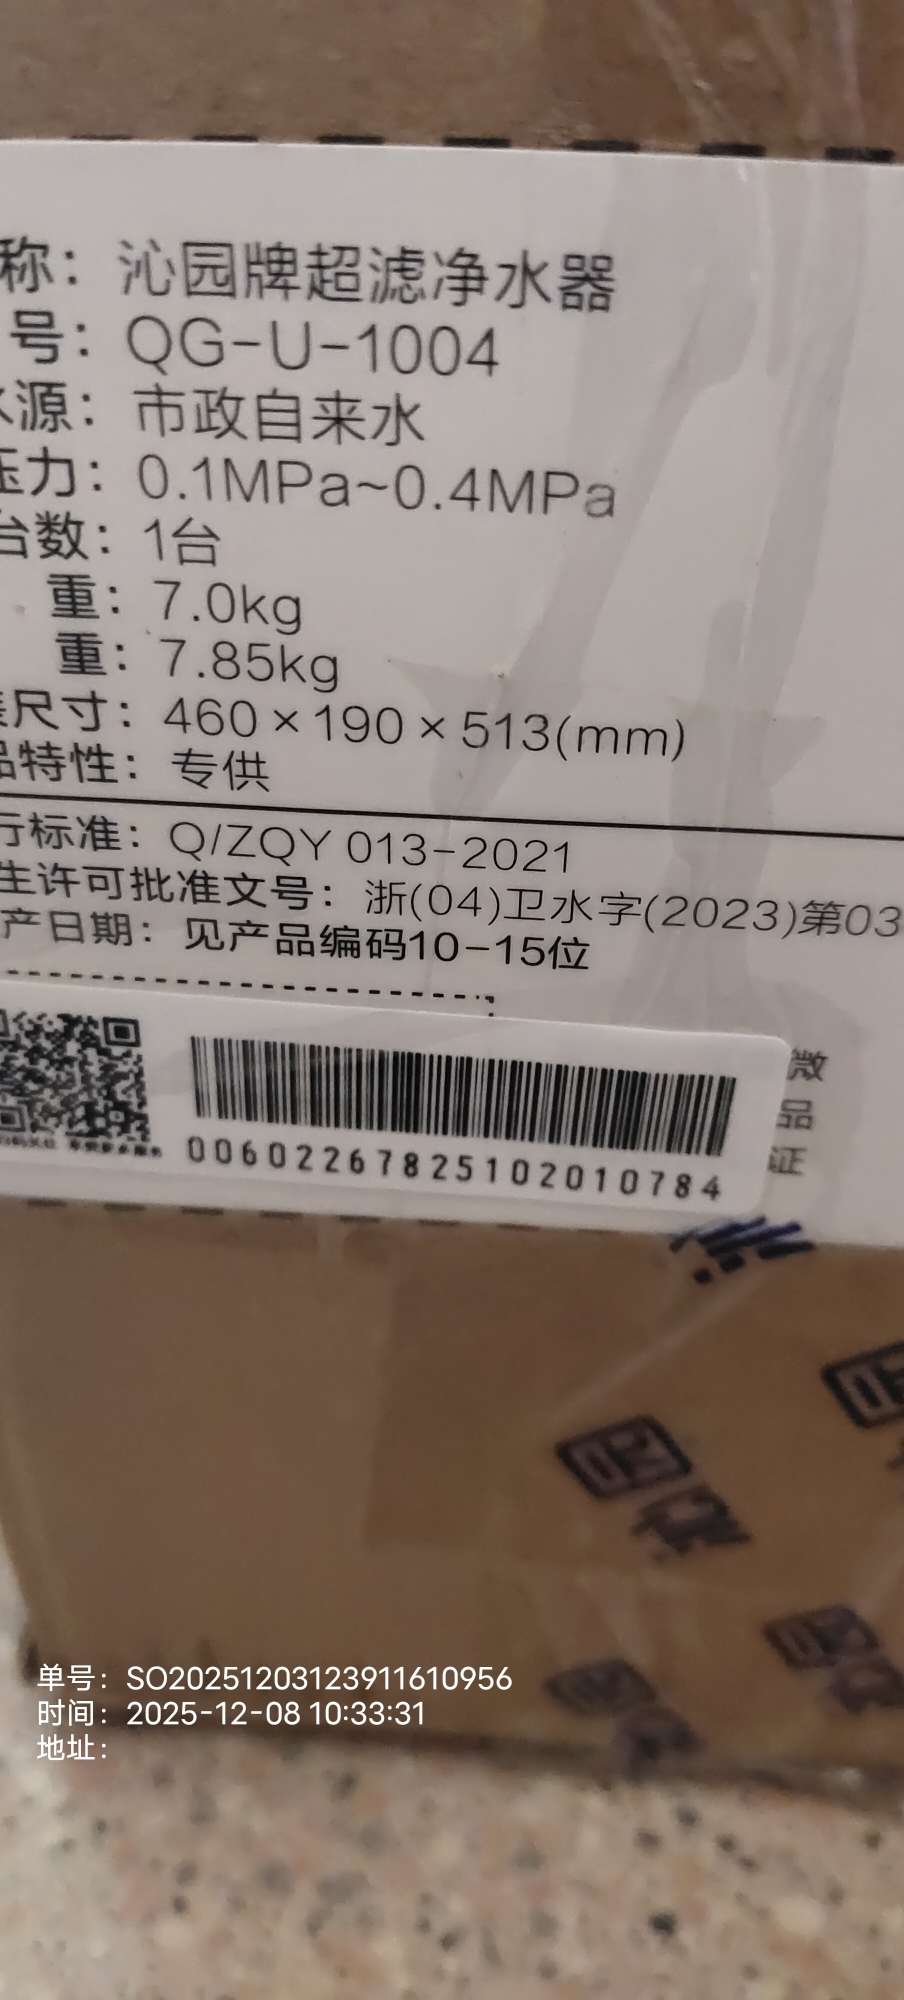 称：沁园牌超滤净水器
号：QG-U-1004
水源：市政自来水
压力：0.1MPa~0.4MPa
台数：1台
重：7.0kg
重：7.85kg
装尺寸：460×190×513(mm)
品特性：专供
行标准：Q/ZQY 013-2021
生许可批准文号：浙(04)卫水字(2023)第03
产日期：见产品编码10-15位
微
品
证
00602267825102010784
单号：SO20251203123911610956
时间：2025-12-08 10:33:31
地址：